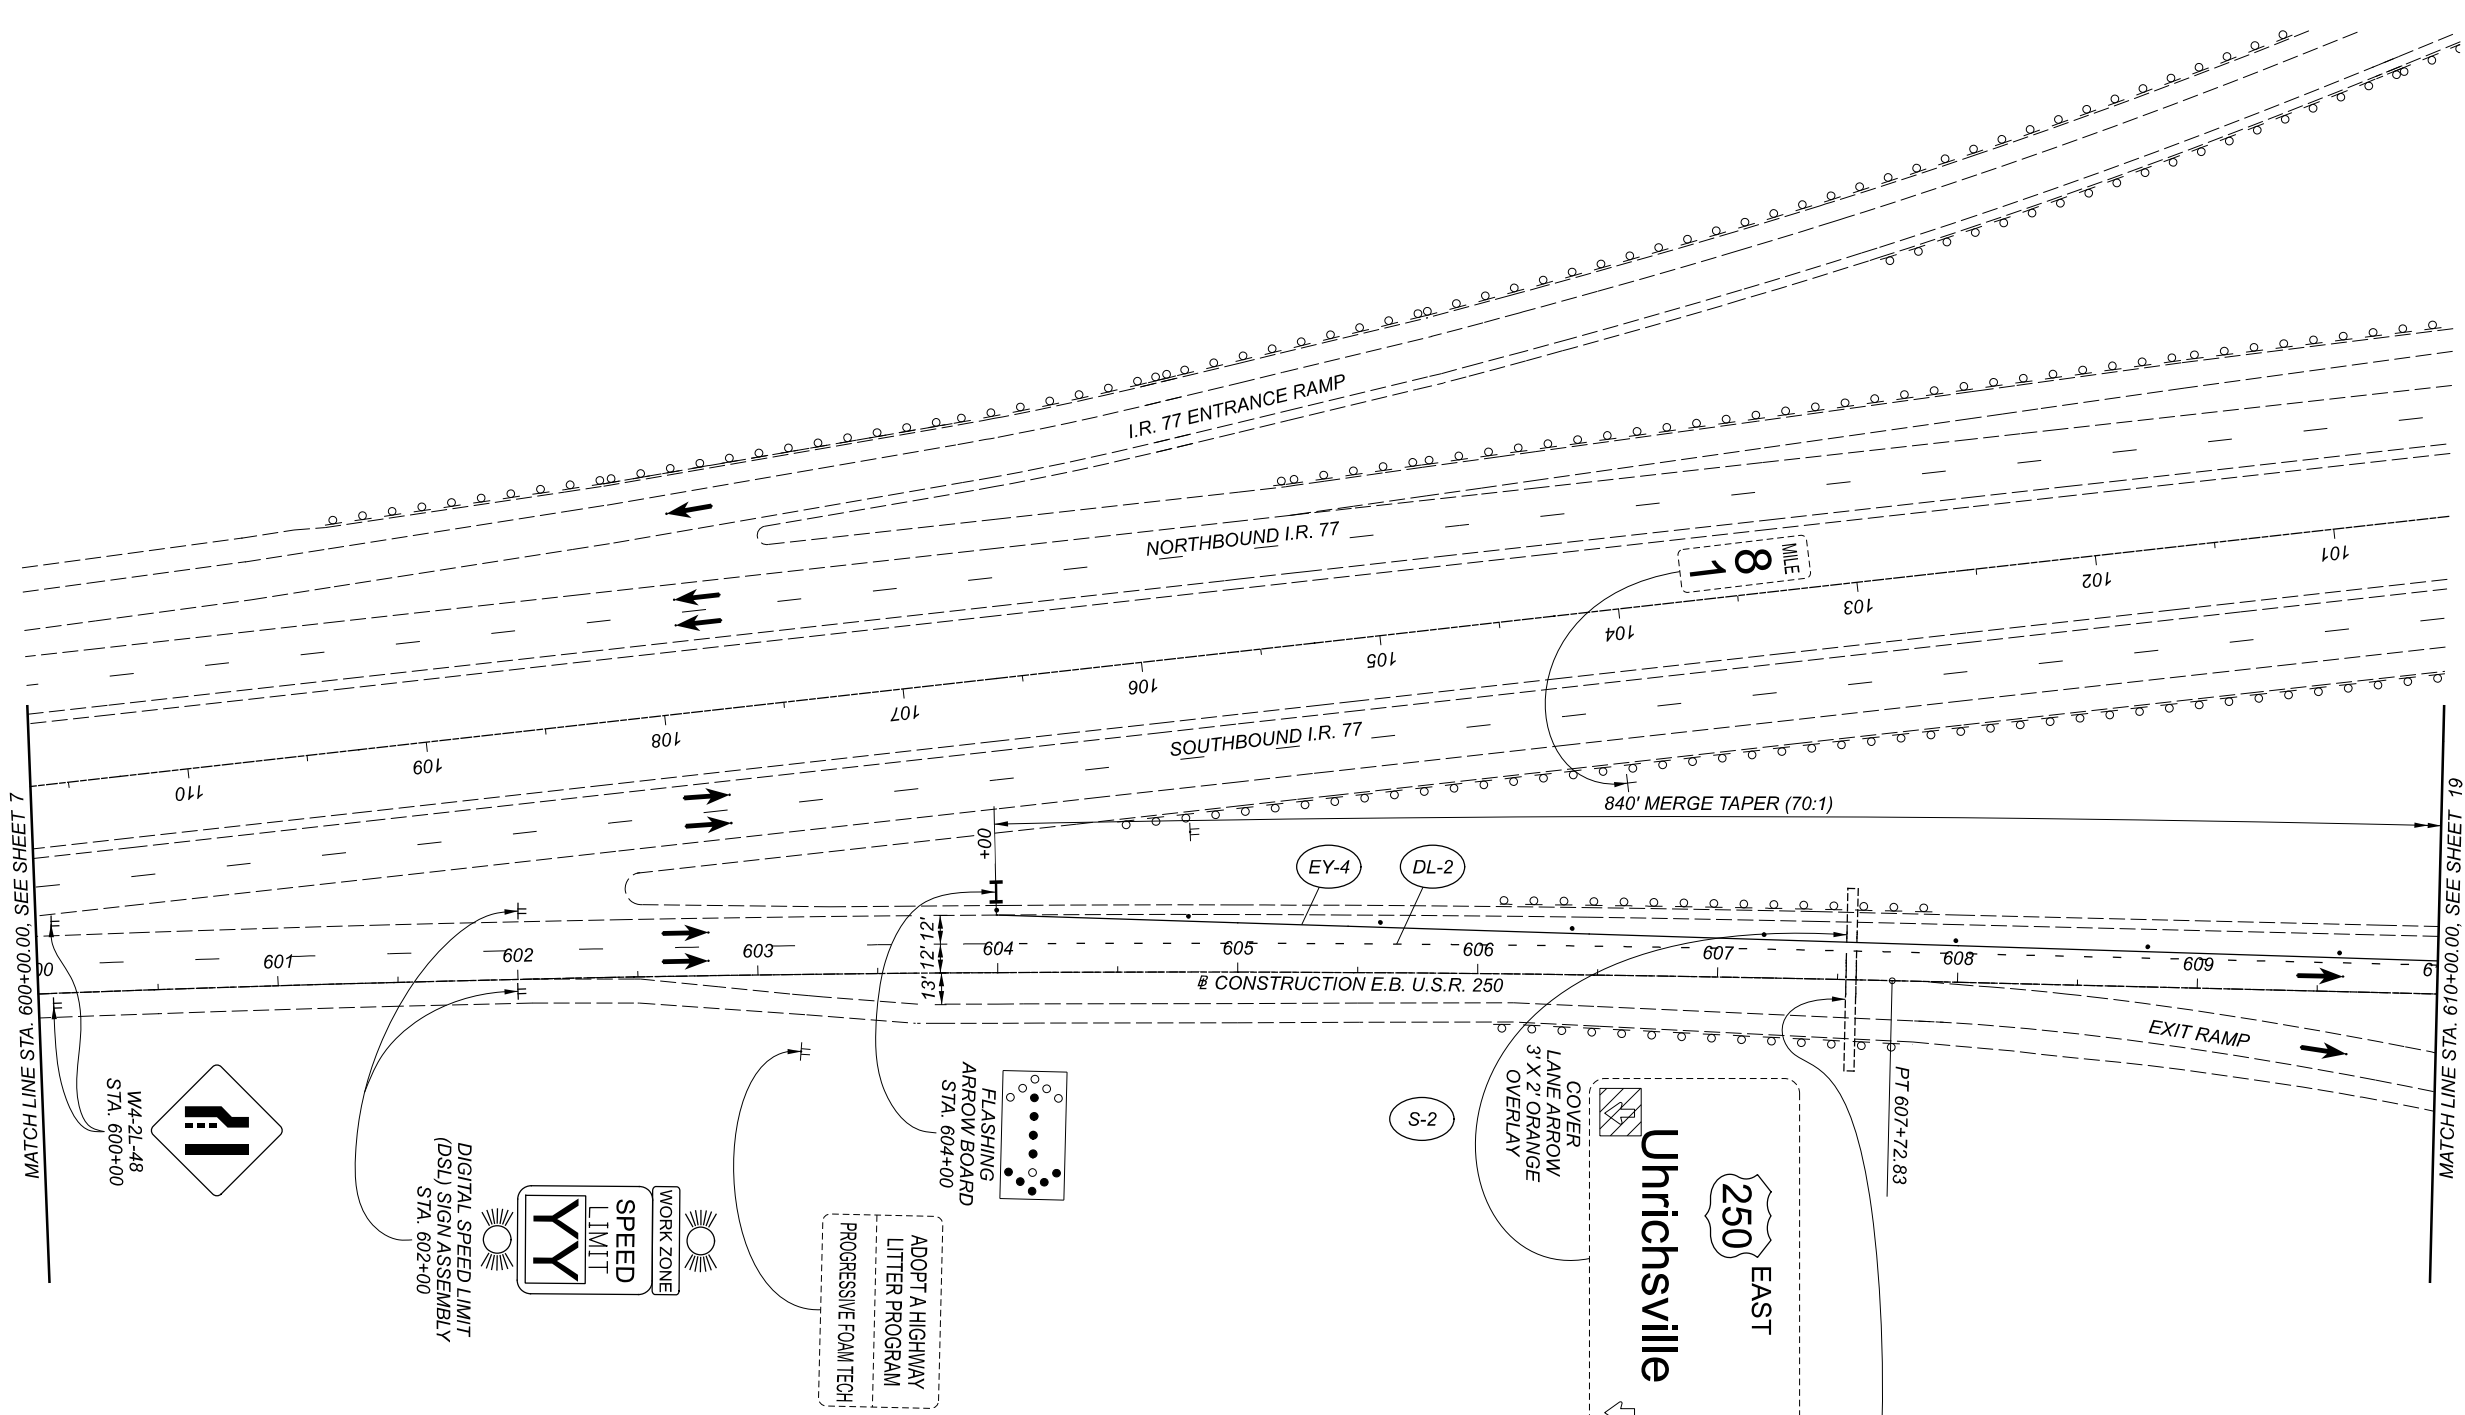 I.R. 77 ENTRANCE RAMP
NORTHBOUND I.R. 77
MILE
8
1
101
102
103
104
105
106
107
108
109
110
SOUTHBOUND I.R. 77
840' MERGE TAPER (70:1)
+00
EY-4
DL-2
MATCH LINE STA. 600+00.00, SEE SHEET 7
MATCH LINE STA. 610+00.00, SEE SHEET 19
00
601
602
603
604
605
606
607
608
609
6
12'
12'
13'
B CONSTRUCTION E.B. U.S.R. 250
EXIT RAMP
PT 607+72.83
W4-2L-48
STA. 600+00
DIGITAL SPEED LIMIT
(DSL) SIGN ASSEMBLY
STA. 602+00
WORK ZONE
SPEED
LIMIT
YY
ADOPT A HIGHWAY
LITTER PROGRAM
PROGRESSIVE FOAM TECH
FLASHING
ARROW BOARD
STA. 604+00
S-2
COVER
LANE ARROW
3' X 2' ORANGE
OVERLAY
250
EAST
Uhrichsville